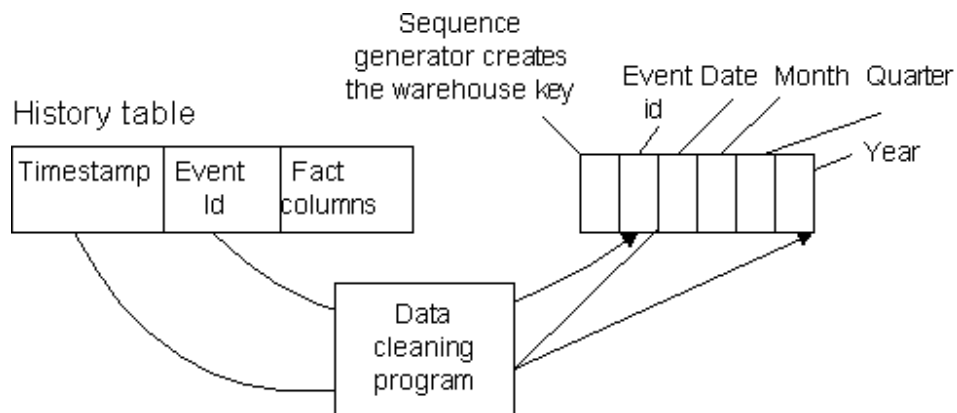 Sequence
generator creates
the warehouse key
Event Date Month Quarter
id
Year
History table
Timestamp Event Fact
Id columns
Data
cleaning
program